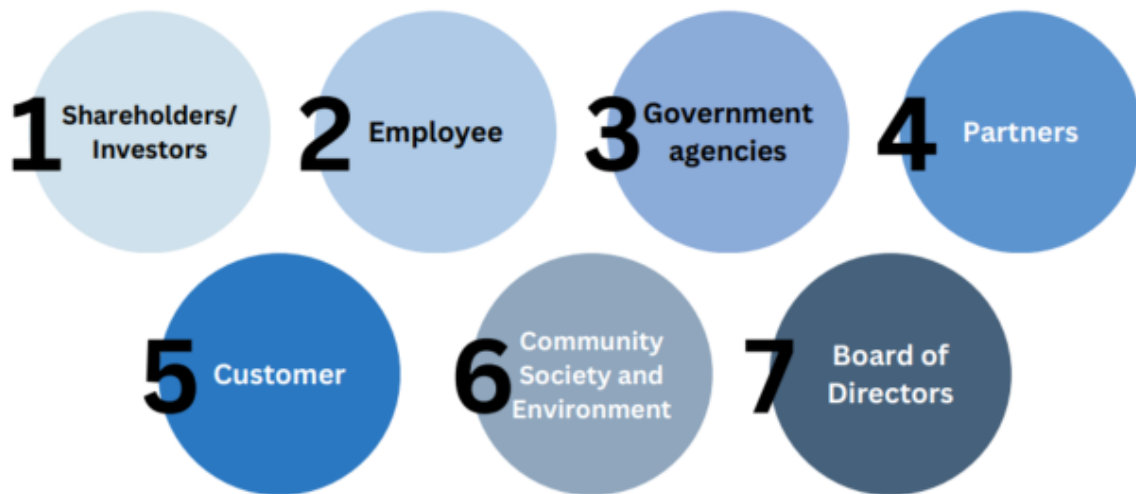 1 Shareholders/
Investors
2 Employee
3 Government
agencies
4 Partners
5 Customer
6 Community
Society and
Environment
7 Board of
Directors